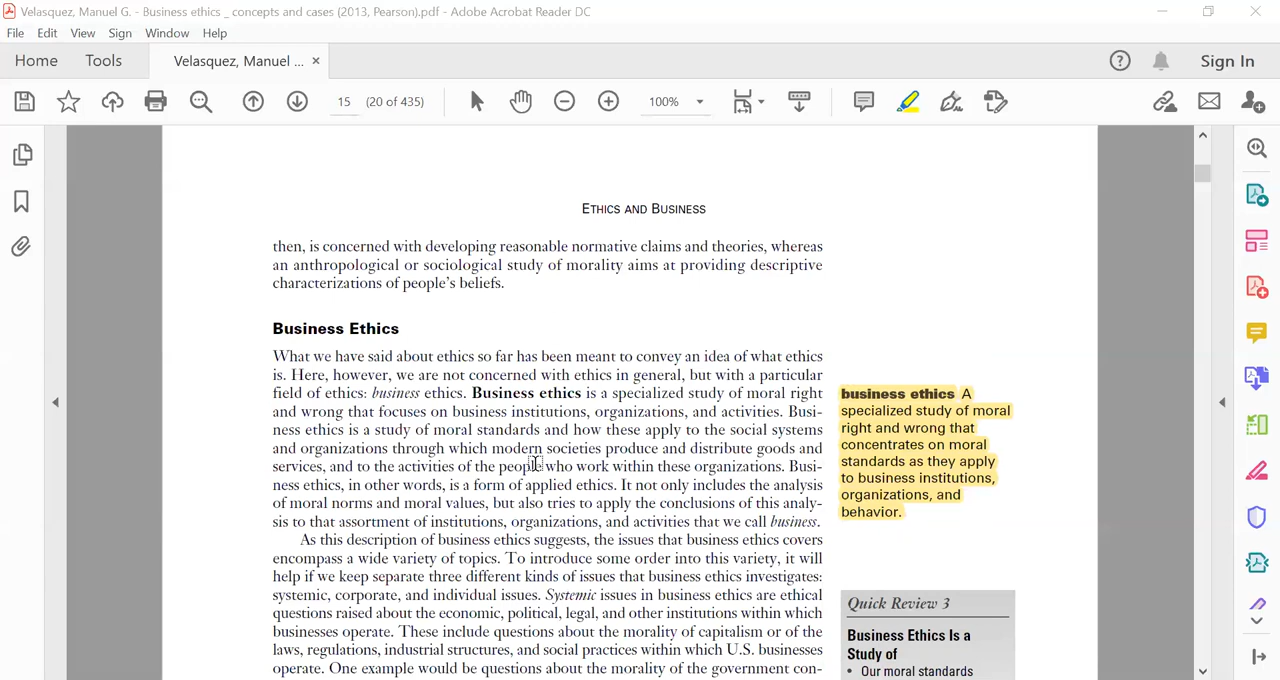 Velasquez, Manuel G. - Business ethics _ concepts and cases (2013, Pearson).pdf - Adobe Acrobat Reader DC
File Edit View Sign Window Help
Home Tools Velasquez, Manuel ... × Sign In
15 (20 of 435) 100%
ETHICS AND BUSINESS
then, is concerned with developing reasonable normative claims and theories, whereas
an anthropological or sociological study of morality aims at providing descriptive
characterizations of people's beliefs.
Business Ethics
What we have said about ethics so far has been meant to convey an idea of what ethics
is. Here, however, we are not concerned with ethics in general, but with a particular
field of ethics: business ethics. Business ethics is a specialized study of moral right
and wrong that focuses on business institutions, organizations, and activities. Busi-
ness ethics is a study of moral standards and how these apply to the social systems
and organizations through which modern societies produce and distribute goods and
services, and to the activities of the people who work within these organizations. Busi-
ness ethics, in other words, is a form of applied ethics. It not only includes the analysis
of moral norms and moral values, but also tries to apply the conclusions of this analy-
sis to that assortment of institutions, organizations, and activities that we call business.
As this description of business ethics suggests, the issues that business ethics covers
encompass a wide variety of topics. To introduce some order into this variety, it will
help if we keep separate three different kinds of issues that business ethics investigates:
systemic, corporate, and individual issues. Systemic issues in business ethics are ethical
questions raised about the economic, political, legal, and other institutions within which
businesses operate. These include questions about the morality of capitalism or of the
laws, regulations, industrial structures, and social practices within which U.S. businesses
operate. One example would be questions about the morality of the government con-
business ethics A
specialized study of moral
right and wrong that
concentrates on moral
standards as they apply
to business institutions,
organizations, and
behavior.
Quick Review 3
Business Ethics Is a
Study of
• Our moral standards